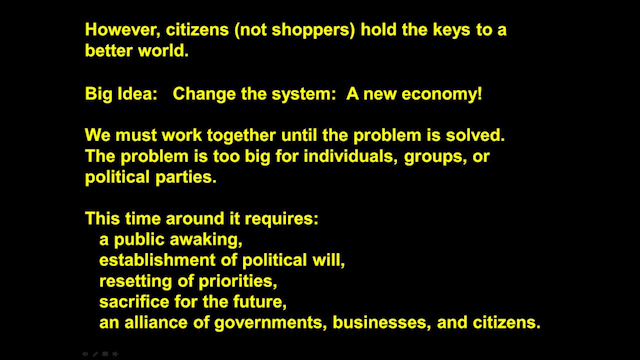 However, citizens (not shoppers) hold the keys to a
better world.
Big Idea: Change the system: A new economy!
We must work together until the problem is solved.
The problem is too big for individuals, groups, or
political parties.
This time around it requires:
a public awaking,
establishment of political will,
resetting of priorities,
sacrifice for the future,
an alliance of governments, businesses, and citizens.